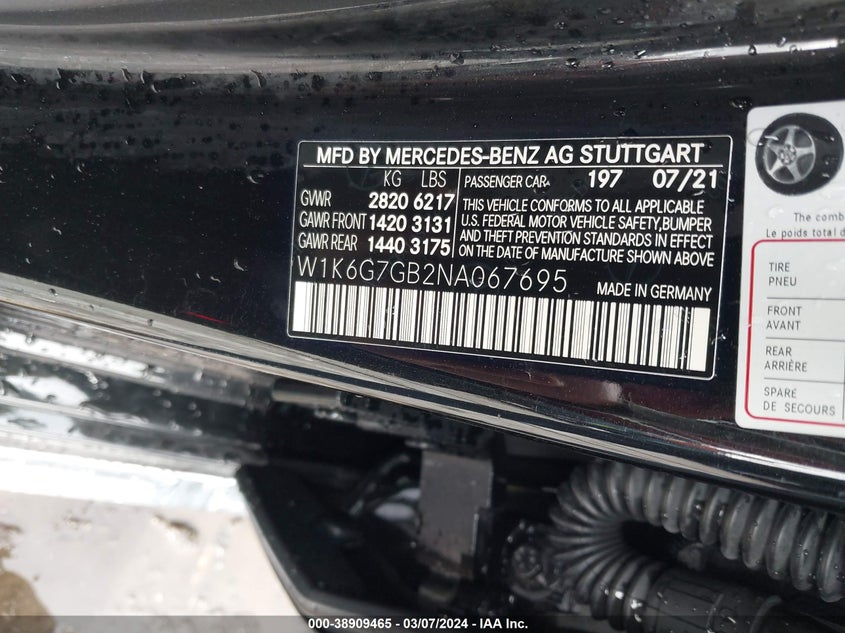 MFD BY MERCEDES-BENZ AG STUTTGART
KG LBS
GVWR 2820 6217
GAWR FRONT 1420 3131
GAWR REAR 1440 3175
PASSENGER CAR 197 07/21
THIS VEHICLE CONFORMS TO ALL APPLICABLE
U.S. FEDERAL MOTOR VEHICLE SAFETY,BUMPER
AND THEFT PREVENTION STANDARDS IN EFFECT
ON THE DATE OF MANUFACTURE SHOWN ABOVE
W1K6G7GB2NA067695
MADE IN GERMANY
The comb
Le poids total d
TIRE
PNEU
FRONT
AVANT
REAR
ARRIÈRE
SPARE
DE SECOURS
000-38909465 - 03/07/2024 - IAA Inc.